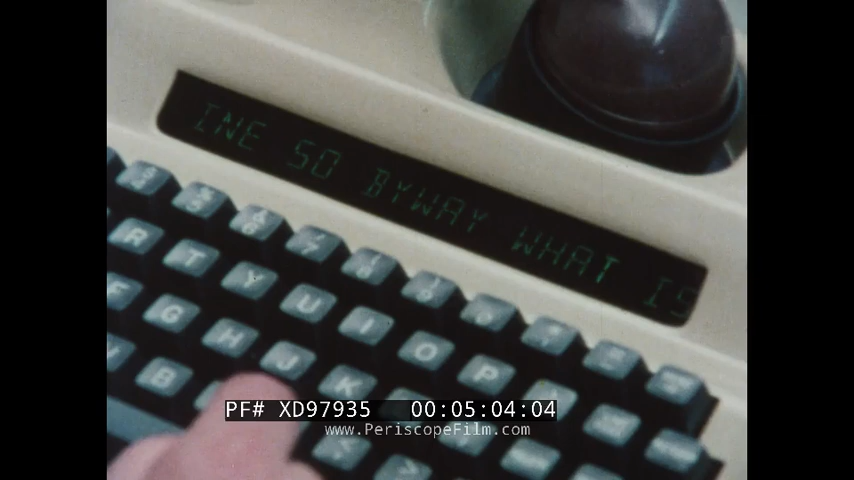 INE SO BYWAY WHAT IS
R T Y U I O P
F G H J K
V B
PF# XD97935 00:05:04:04
www.PeriscopeFilm.com